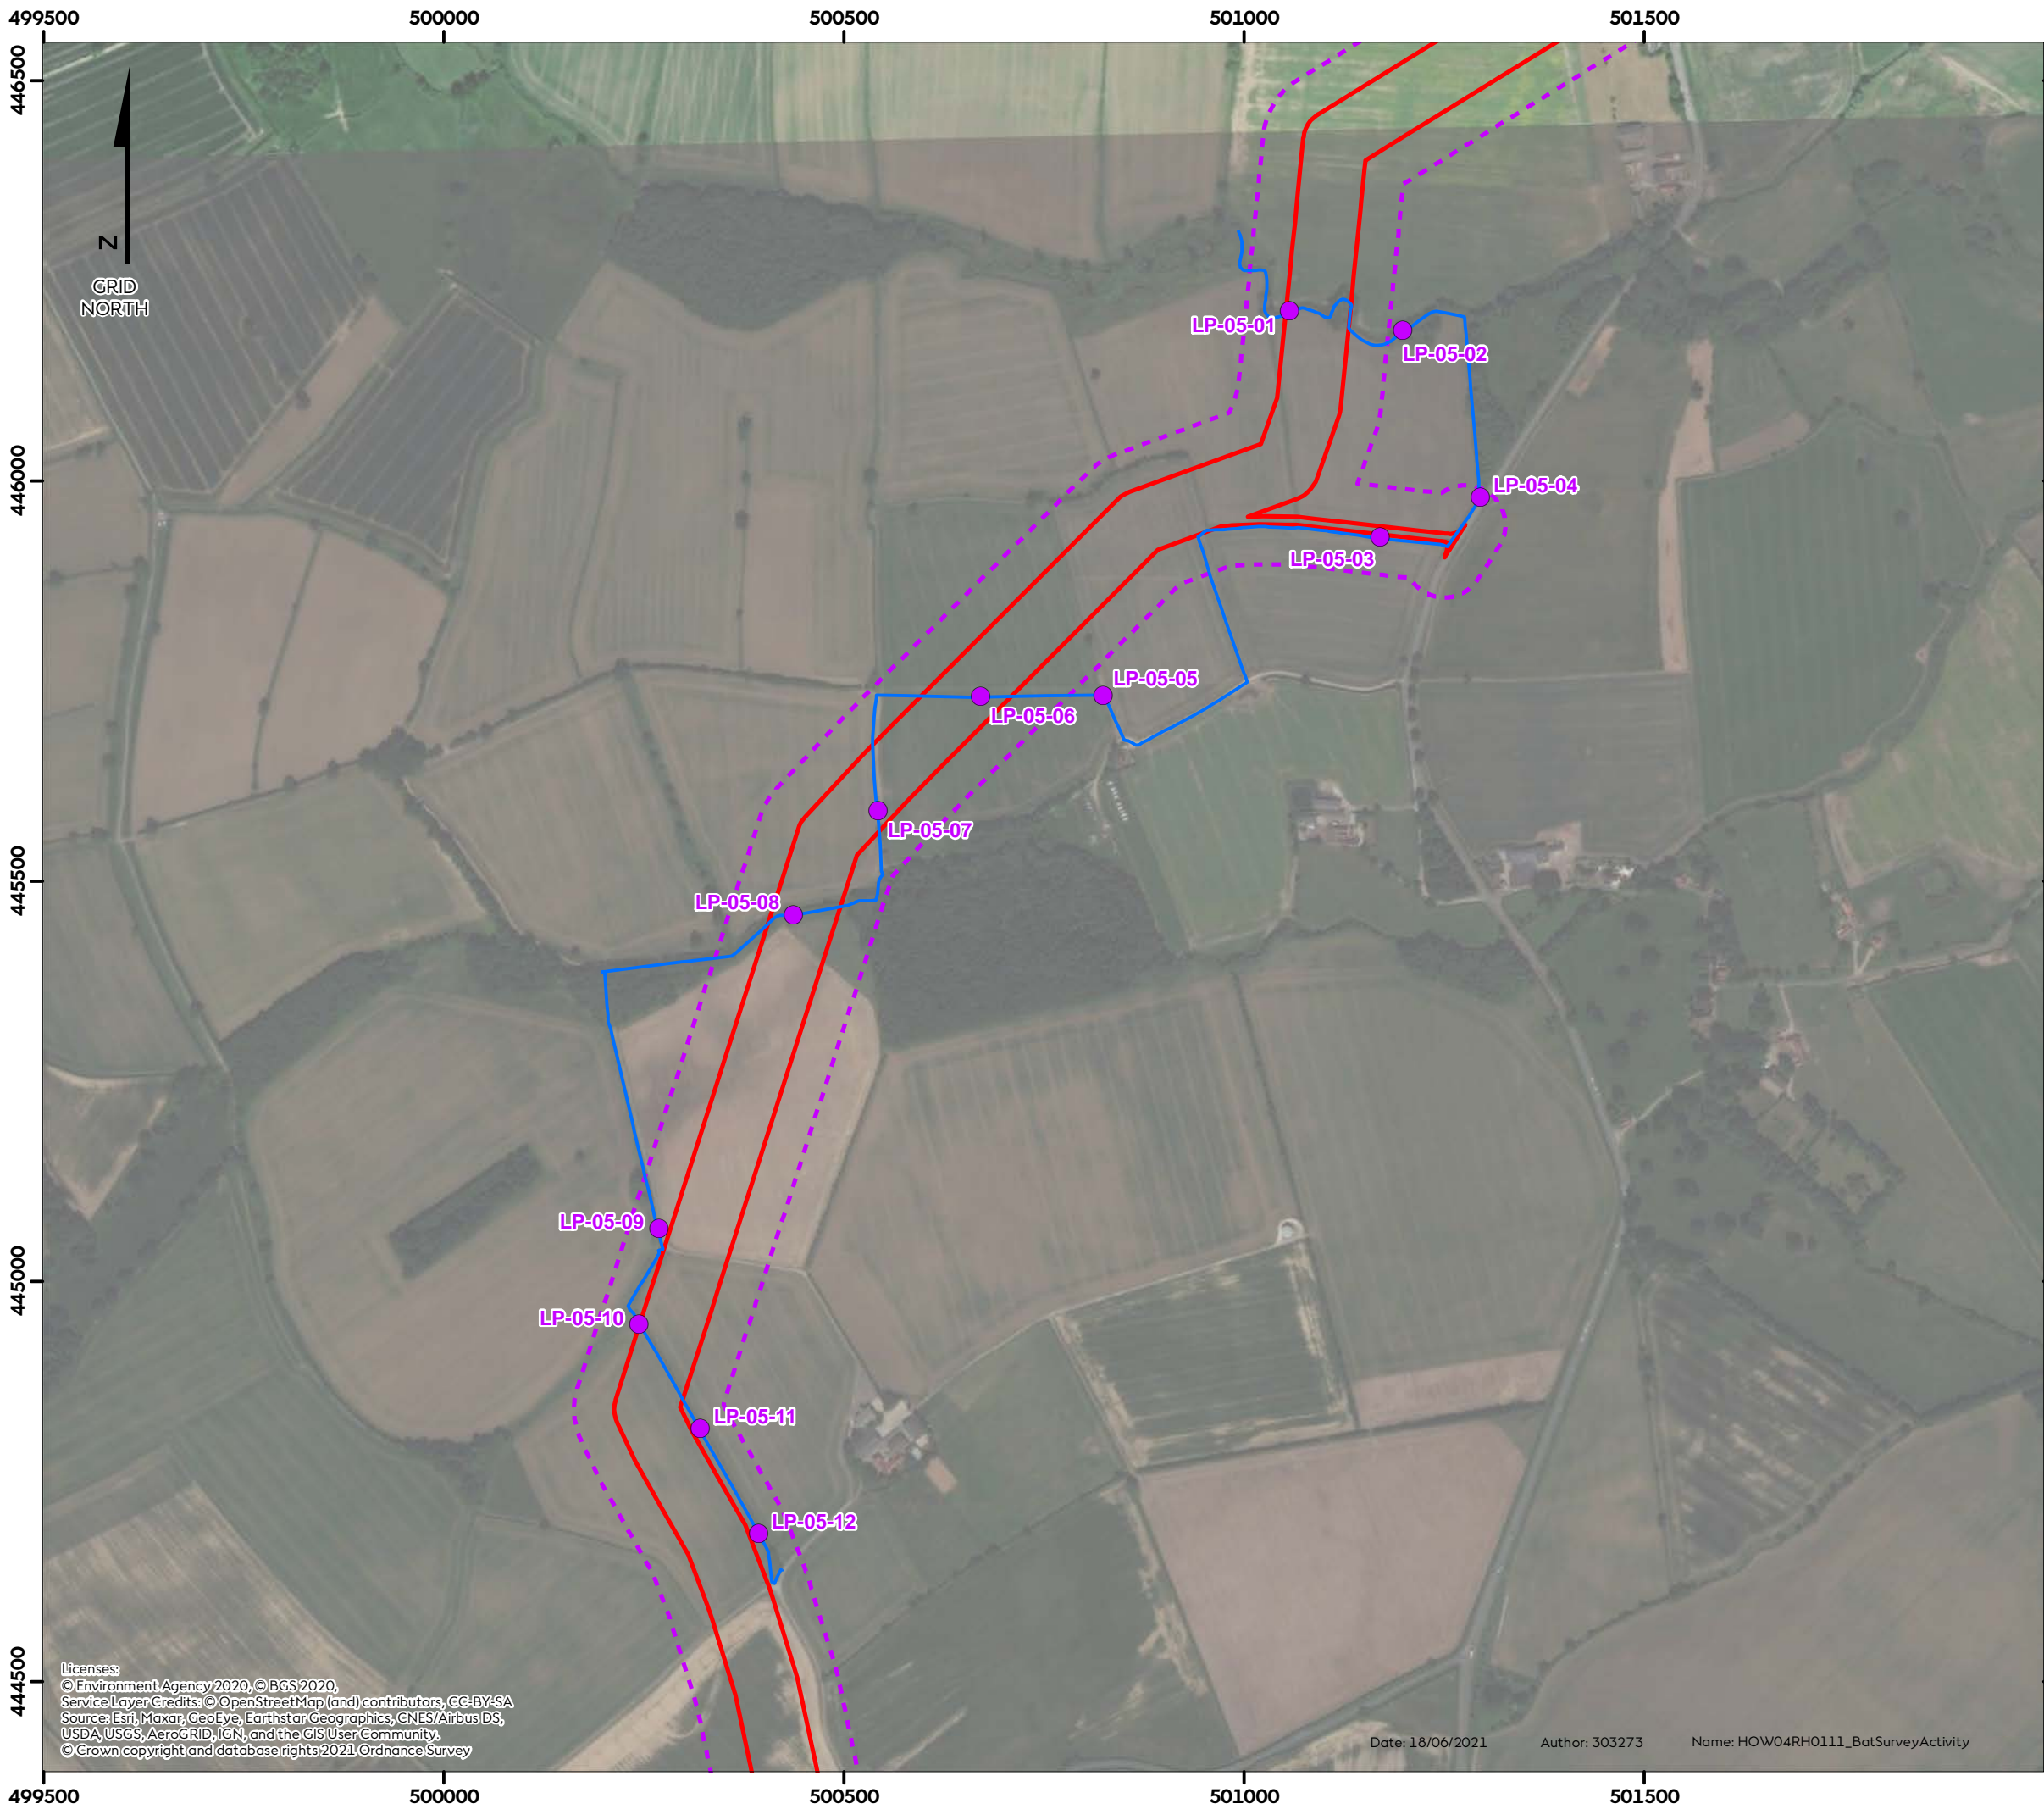 499500 500000 500500 501000 501500
446500
N
GRID
NORTH
LP-05-01
LP-05-02
446000
LP-05-04
LP-05-03
LP-05-05
LP-05-06
LP-05-07
445500
LP-05-08
LP-05-09
445000
LP-05-10
LP-05-11
LP-05-12
444500
Licenses:
© Environment Agency 2020, © BGS 2020,
Service Layer Credits: © OpenStreetMap (and) contributors, CC-BY-SA
Source: Esri, Maxar, GeoEye, Earthstar Geographics, CNES/Airbus DS,
USDA, USGS, AeroGRID, IGN, and the GIS User Community.
© Crown copyright and database rights 2021 Ordnance Survey
Date: 18/06/2021 Author: 303273 Name: HOW04RH0111_BatSurveyActivity
499500 500000 500500 501000 501500